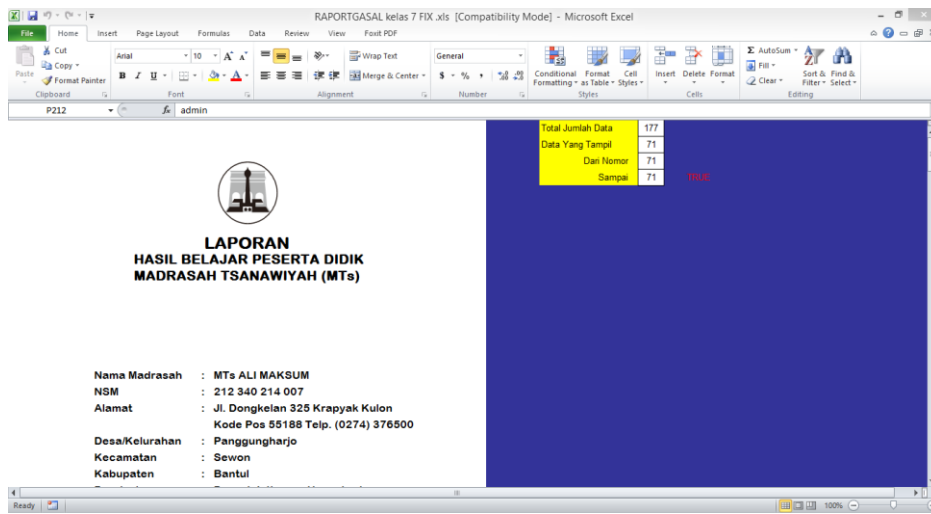 RAPORTGASAL kelas 7 FIX .xls [Compatibility Mode] - Microsoft Excel
File Home Insert Page Layout Formulas Data Review View Foxit PDF
Cut
Copy
Format Painter
Paste
Clipboard
Arial 10
B I U
Font
Wrap Text
Merge & Center
Alignment
General
$ % ,
Number
Conditional Formatting
Format as Table
Cell Styles
Styles
Insert Delete Format
Cells
Σ AutoSum
Fill
Clear
Sort & Filter
Find & Select
Editing
P212 fx admin
Total Jumlah Data 177
Data Yang Tampil 71
Dari Nomor 71
Sampai 71 TRUE
LAPORAN
HASIL BELAJAR PESERTA DIDIK
MADRASAH TSANAWIYAH (MTs)
Nama Madrasah : MTs ALI MAKSUM
NSM : 212 340 214 007
Alamat : Jl. Dongkelan 325 Krapyak Kulon
Kode Pos 55188 Telp. (0274) 376500
Desa/Kelurahan : Panggungharjo
Kecamatan : Sewon
Kabupaten : Bantul
Ready 100%